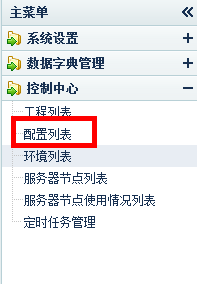 主菜单
系统设置
数据字典管理
控制中心
工程列表
配置列表
环境列表
服务器节点列表
服务器节点使用情况列表
定时任务管理